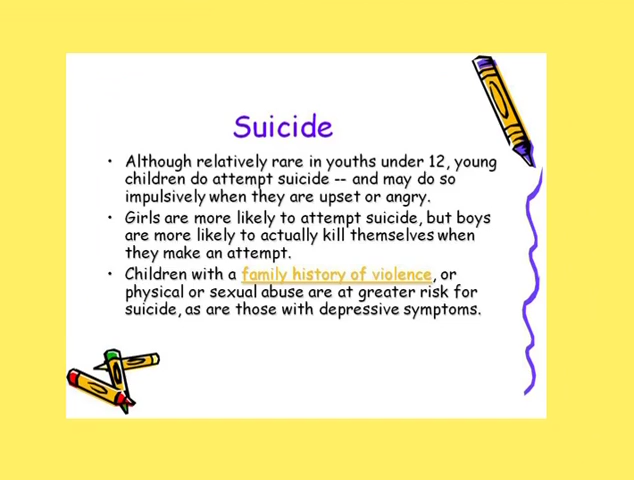 Suicide
• Although relatively rare in youths under 12, young
children do attempt suicide -- and may do so
impulsively when they are upset or angry.
• Girls are more likely to attempt suicide, but boys
are more likely to actually kill themselves when
they make an attempt.
• Children with a family history of violence, or
physical or sexual abuse are at greater risk for
suicide, as are those with depressive symptoms.